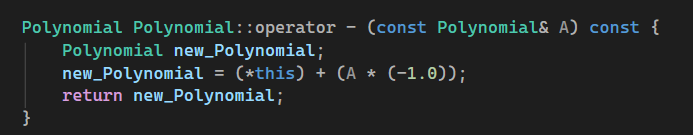 Polynomial Polynomial::operator - (const Polynomial& A) const {
    Polynomial new_Polynomial;
    new_Polynomial = (*this) + (A * (-1.0));
    return new_Polynomial;
}